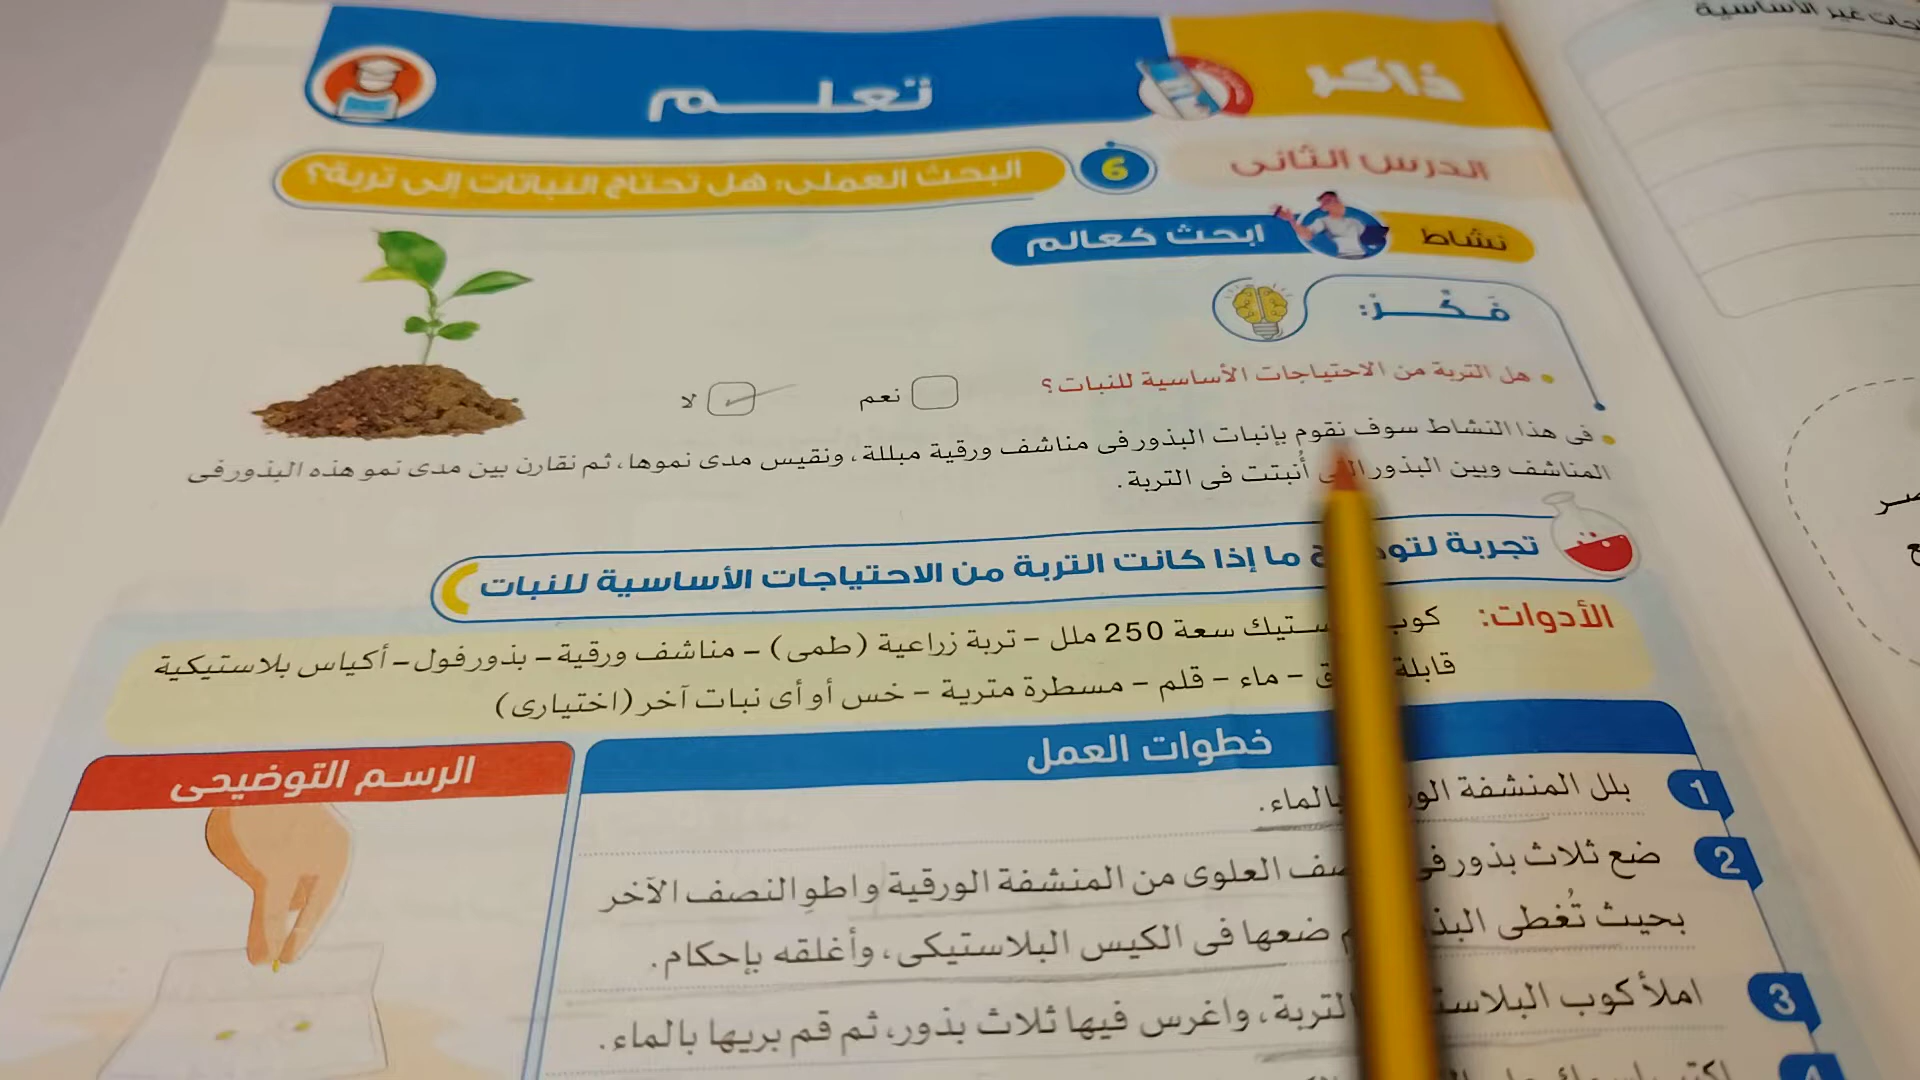 ذاكر
تعلم
الدرس الثانى
6 البحث العملى: هل تحتاج النباتات إلى تربة؟
نشاط ابحث كعالم
فَكِّرْ:
هل التربة من الاحتياجات الأساسية للنبات؟ نعم لا
فى هذا النشاط سوف نقوم بإنبات البذور فى مناشف ورقية مبللة، ونقيس مدى نموها، ثم نقارن بين مدى نمو هذه البذور فى
المناشف وبين البذور أُنبتت فى التربة.
تجربة ما إذا كانت التربة من الاحتياجات الأساسية للنبات
الأدوات: كوب سعة 250 ملل - تربة زراعية (طمى) - مناشف ورقية - بذور فول - أكياس بلاستيكية
قابلة - ماء - قلم - مسطرة مترية - خس أو أى نبات آخر (اختيارى)
خطوات العمل
الرسم التوضيحى
1 بلل المنشفة بالماء.
2 ضع ثلاث بذور فى العلوى من المنشفة الورقية واطوِ النصف الآخر
بحيث تُغطى ضعها فى الكيس البلاستيكى، وأغلقه بإحكام.
3 املأ كوب التربة، واغرس فيها ثلاث بذور، ثم قم بريها بالماء.
4
غير الأساسية